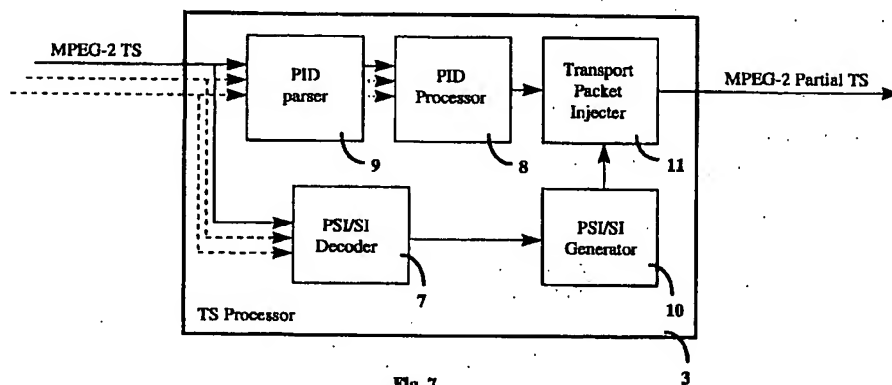 MPEG-2 TS
PID
parser
9
PID
Processor
8
Transport
Packet
Injecter
11
MPEG-2 Partial TS
PSI/SI
Decoder
7
PSI/SI
Generator
10
TS Processor
3
Fig. 7